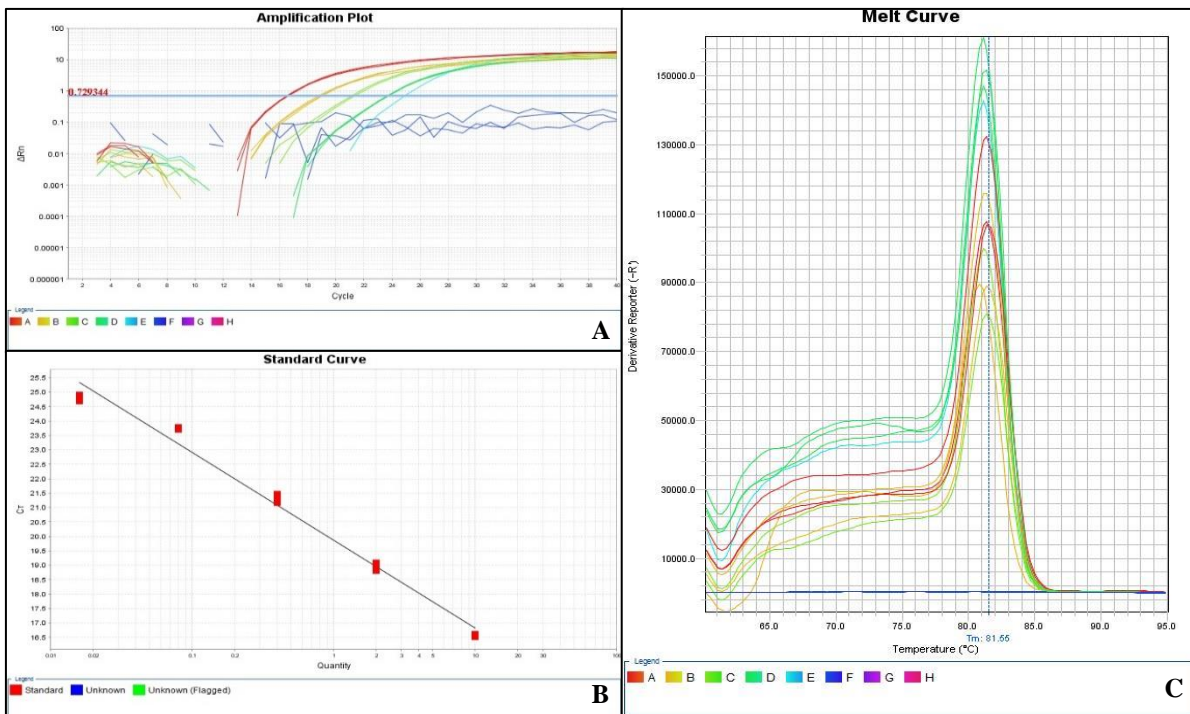 Amplification Plot
100
10
1
0.1
0.01
0.001
0.0001
0.00001
0.000001
0.729344
ΔRn
2 4 6 8 10 12 14 16 18 20 22 24 26 28 30 32 34 36 38 40
Cycle
Legend
A B C D E F G H
A
Standard Curve
25.5
25.0
24.5
24.0
23.5
23.0
22.5
22.0
21.5
21.0
20.5
20.0
19.5
19.0
18.5
18.0
17.5
17.0
16.5
CT
0.01 0.02 0.1 0.2 1 2 3 4 5 10 20 30 100
Quantity
Legend
Standard Unknown Unknown (Flagged)
B
Melt Curve
150000.0
130000.0
110000.0
90000.0
70000.0
50000.0
30000.0
10000.0
Derivative Reporter (-R')
65.0 70.0 75.0 80.0 85.0 90.0 95.0
Tm: 81.55
Temperature (°C)
Legend
A B C D E F G H
C